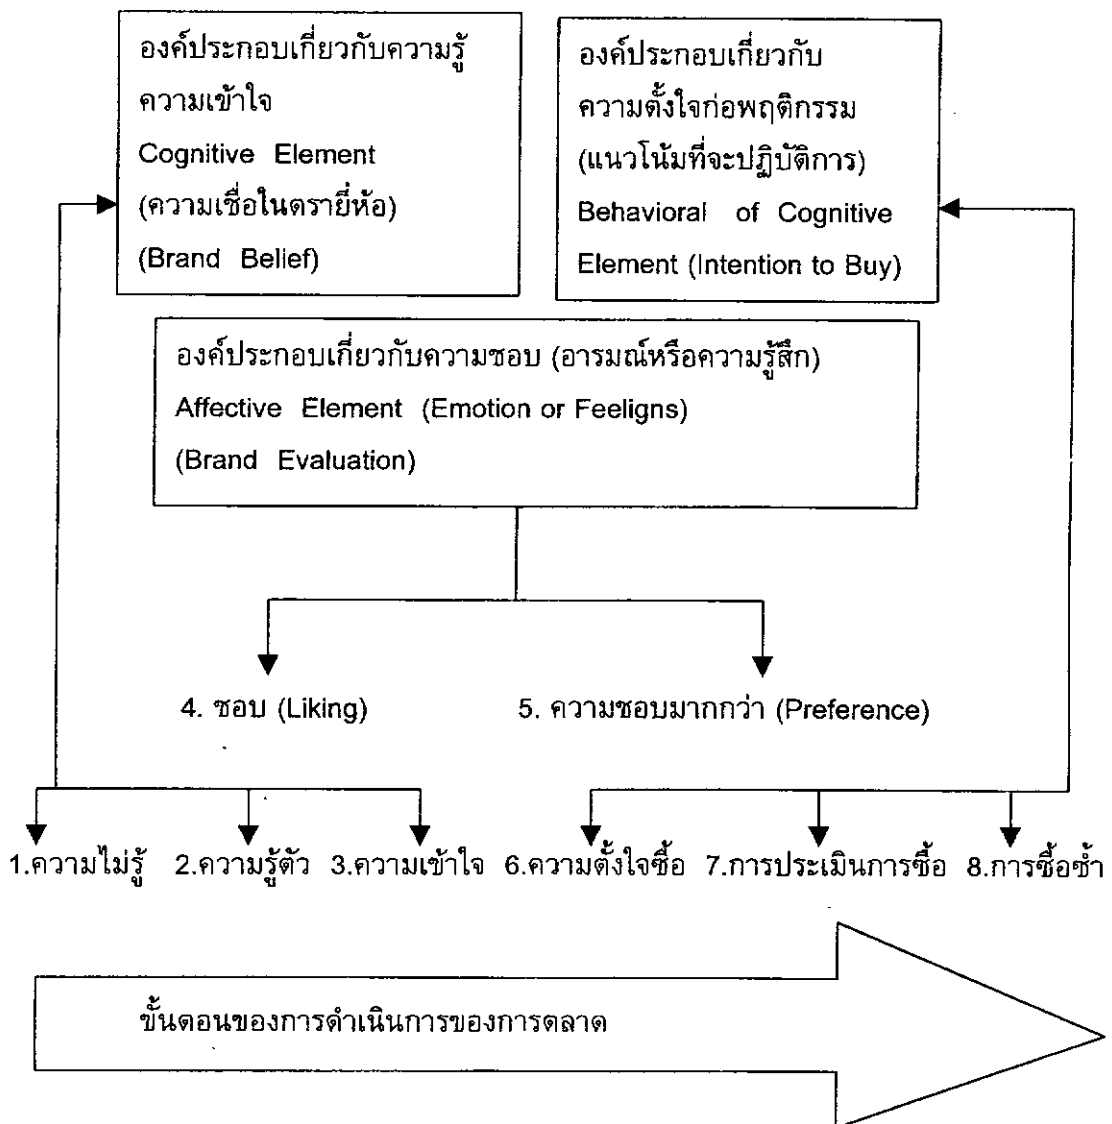 องค์ประกอบเกี่ยวกับความรู้
ความเข้าใจ
Cognitive Element
(ความเชื่อในตรายี่ห้อ)
(Brand Belief)
องค์ประกอบเกี่ยวกับ
ความตั้งใจก่อพฤติกรรม
(แนวโน้มที่จะปฏิบัติการ)
Behavioral of Cognitive
Element (Intention to Buy)
องค์ประกอบเกี่ยวกับความชอบ (อารมณ์หรือความรู้สึก)
Affective Element (Emotion or Feeligns)
(Brand Evaluation)
4. ชอบ (Liking)
5. ความชอบมากกว่า (Preference)
1.ความไม่รู้ 2.ความรู้ตัว 3.ความเข้าใจ 6.ความตั้งใจซื้อ 7.การประเมินการซื้อ 8.การซื้อซ้ำ
ขั้นตอนของการดำเนินการของการตลาด